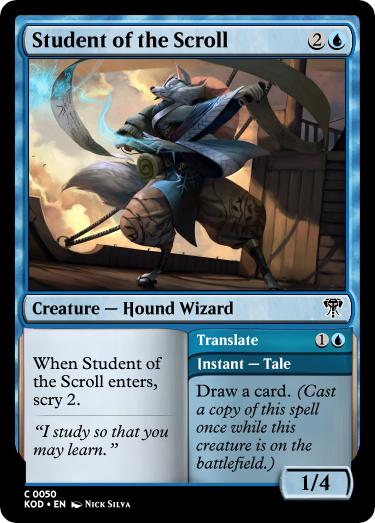 Student of the Scroll 2
Creature — Hound Wizard
When Student of
the Scroll enters,
scry 2.
“I study so that you
may learn.”
Translate 1
Instant — Tale
Draw a card. (Cast
a copy of this spell
once while this
creature is on the
battlefield.)
1/4
C 0050
KOD • EN Nick Silva